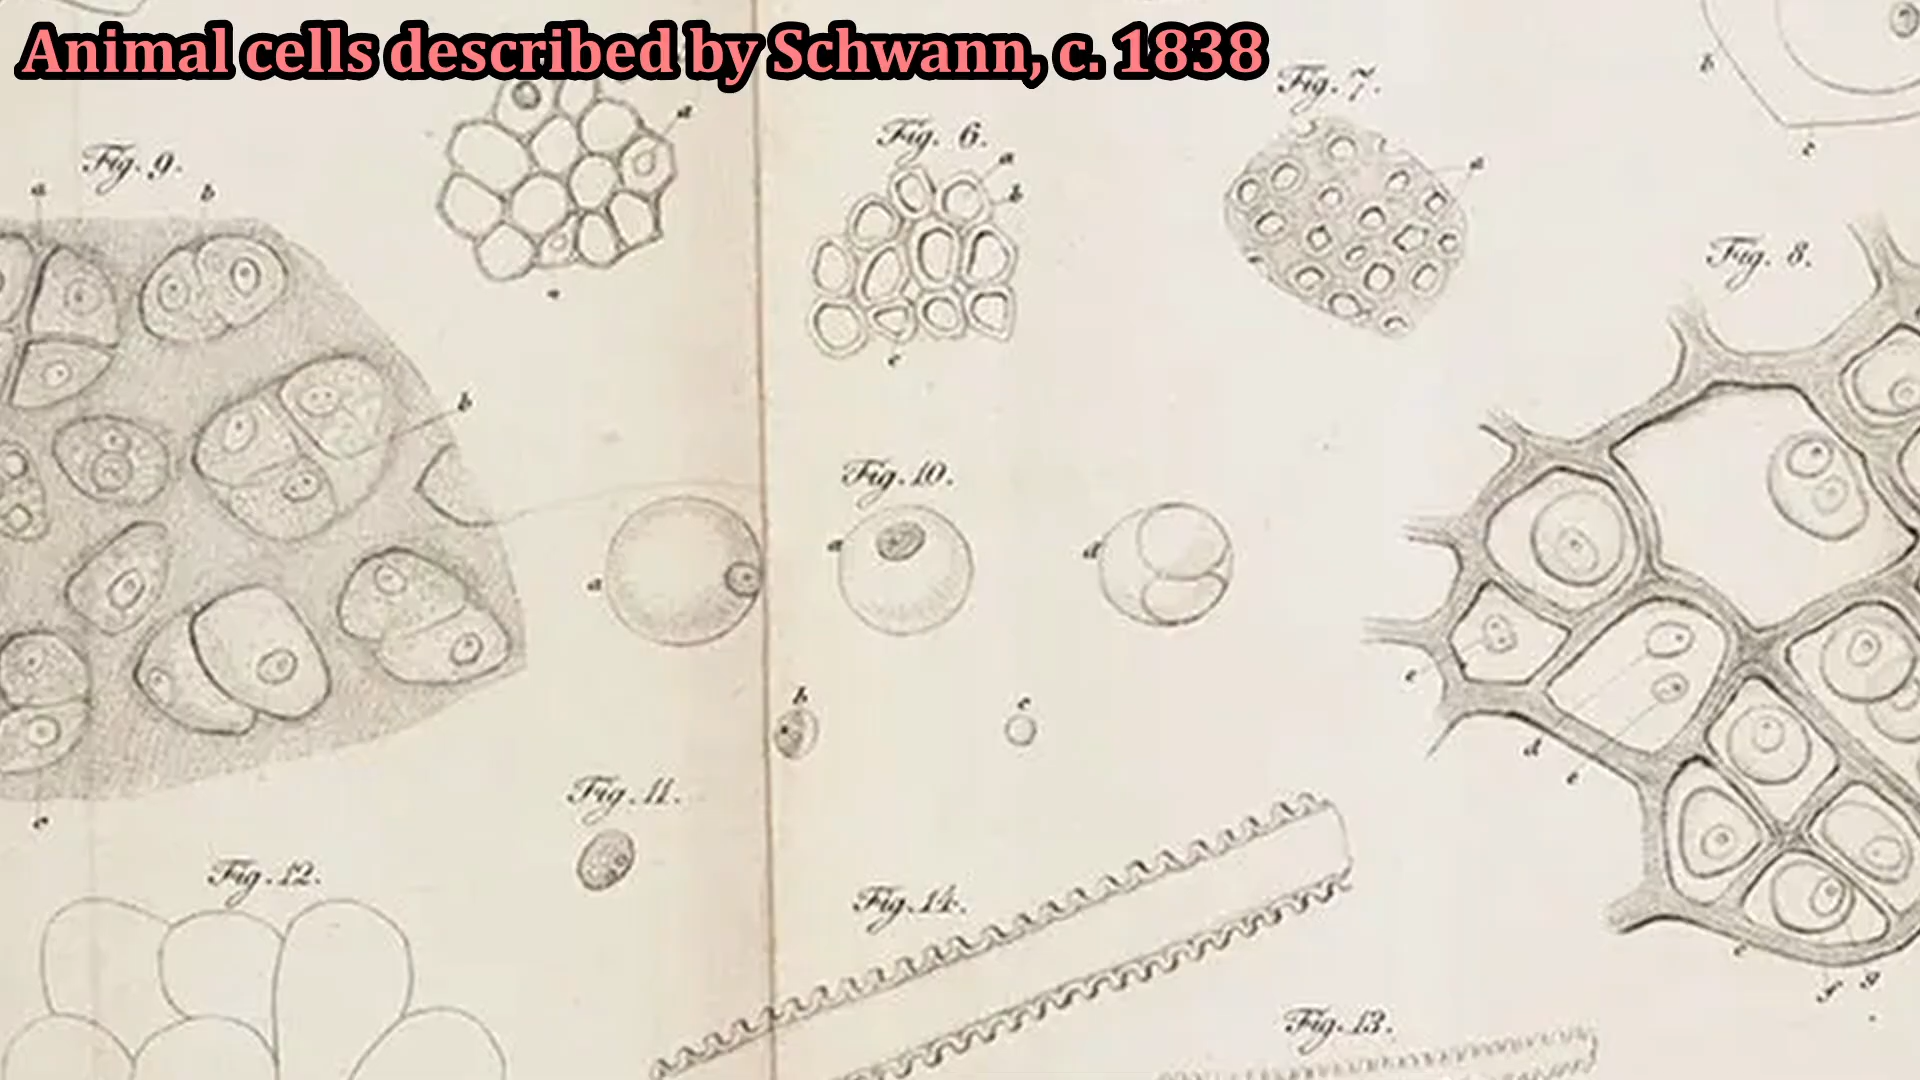 Animal cells described by Schwann, c. 1838
Fig. 7.
b
a
Fig. 6.
a
c
Fig. 9.
a
a
b
b
Fig. 8.
a
c
b
Fig. 10.
a
a
d
b
c
e
d
e
Fig. 11.
c
Fig. 12.
Fig. 14.
c
f
g
Fig. 13.